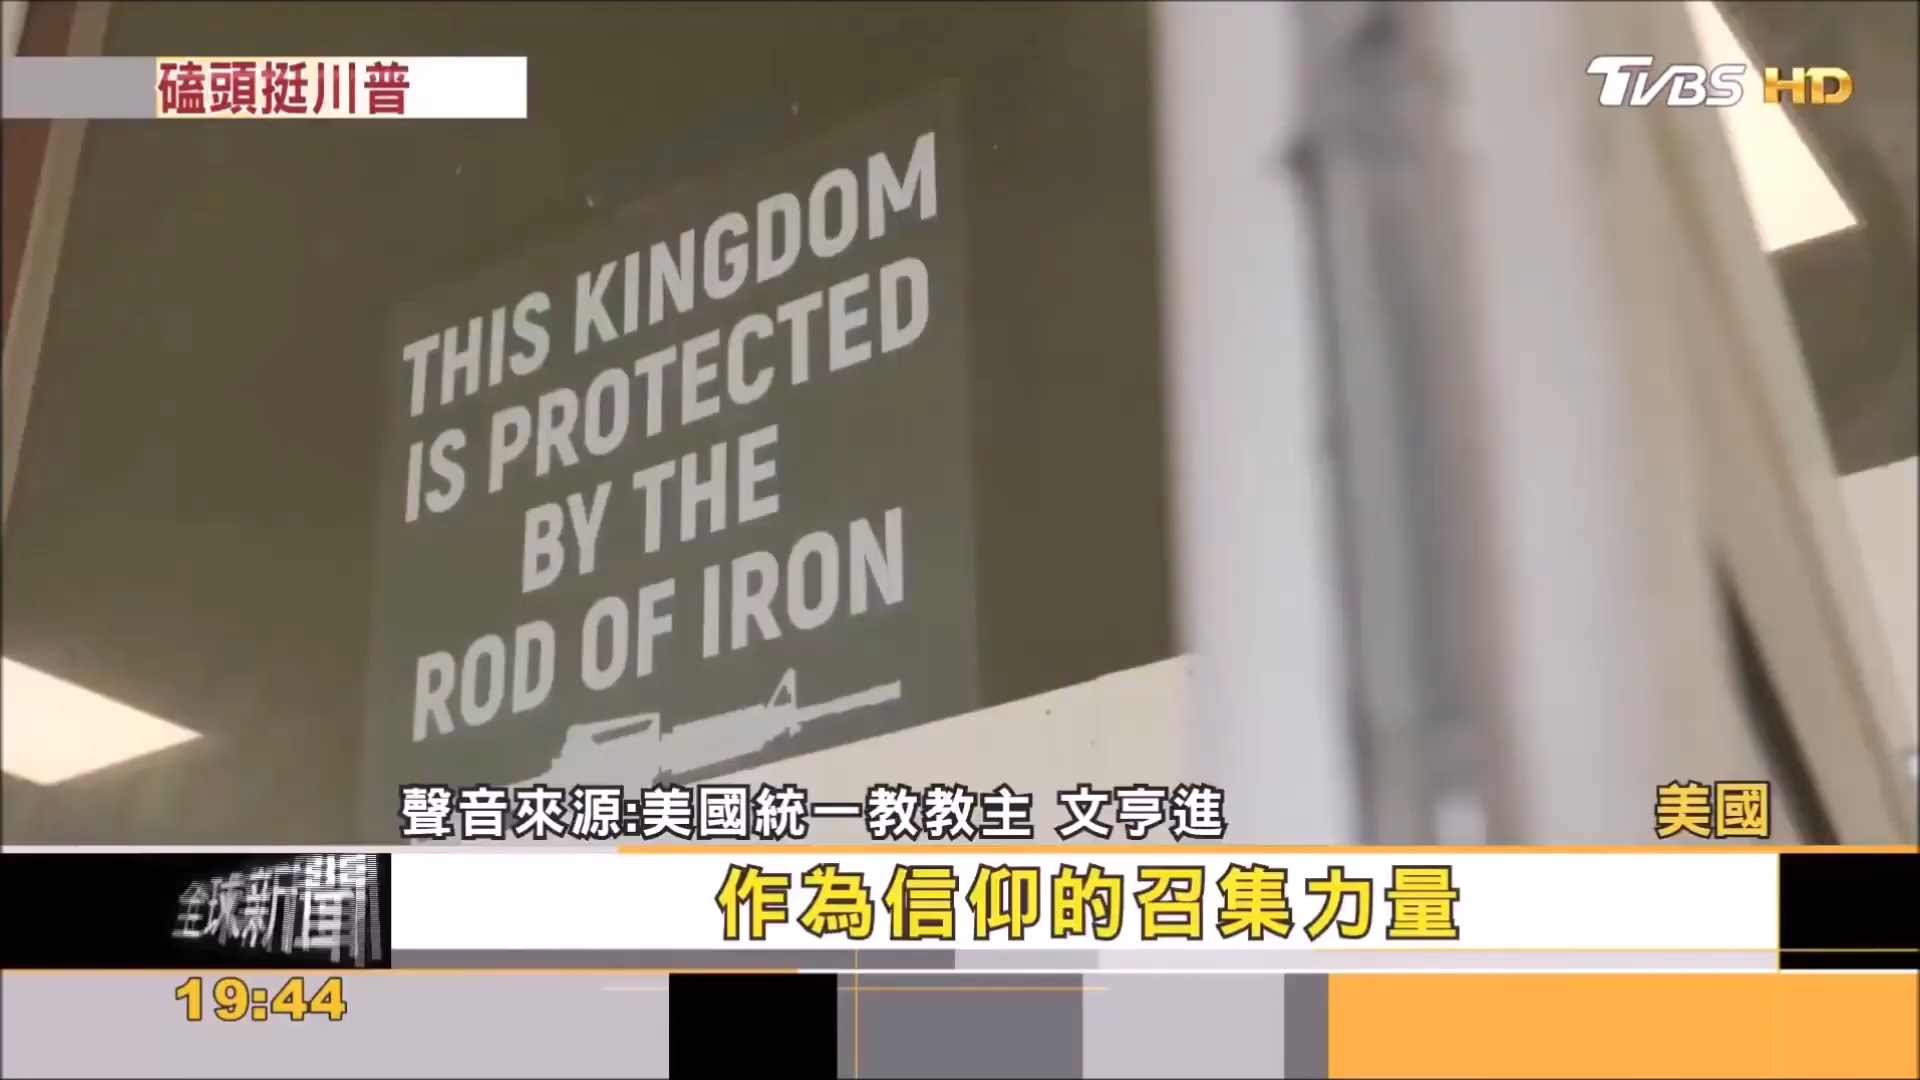 磕頭挺川普
TVBS HD
THIS KINGDOM
IS PROTECTED
BY THE
ROD OF IRON
聲音來源:美國統一教教主 文亨進
美國
全球新聞
作為信仰的召集力量
19:44